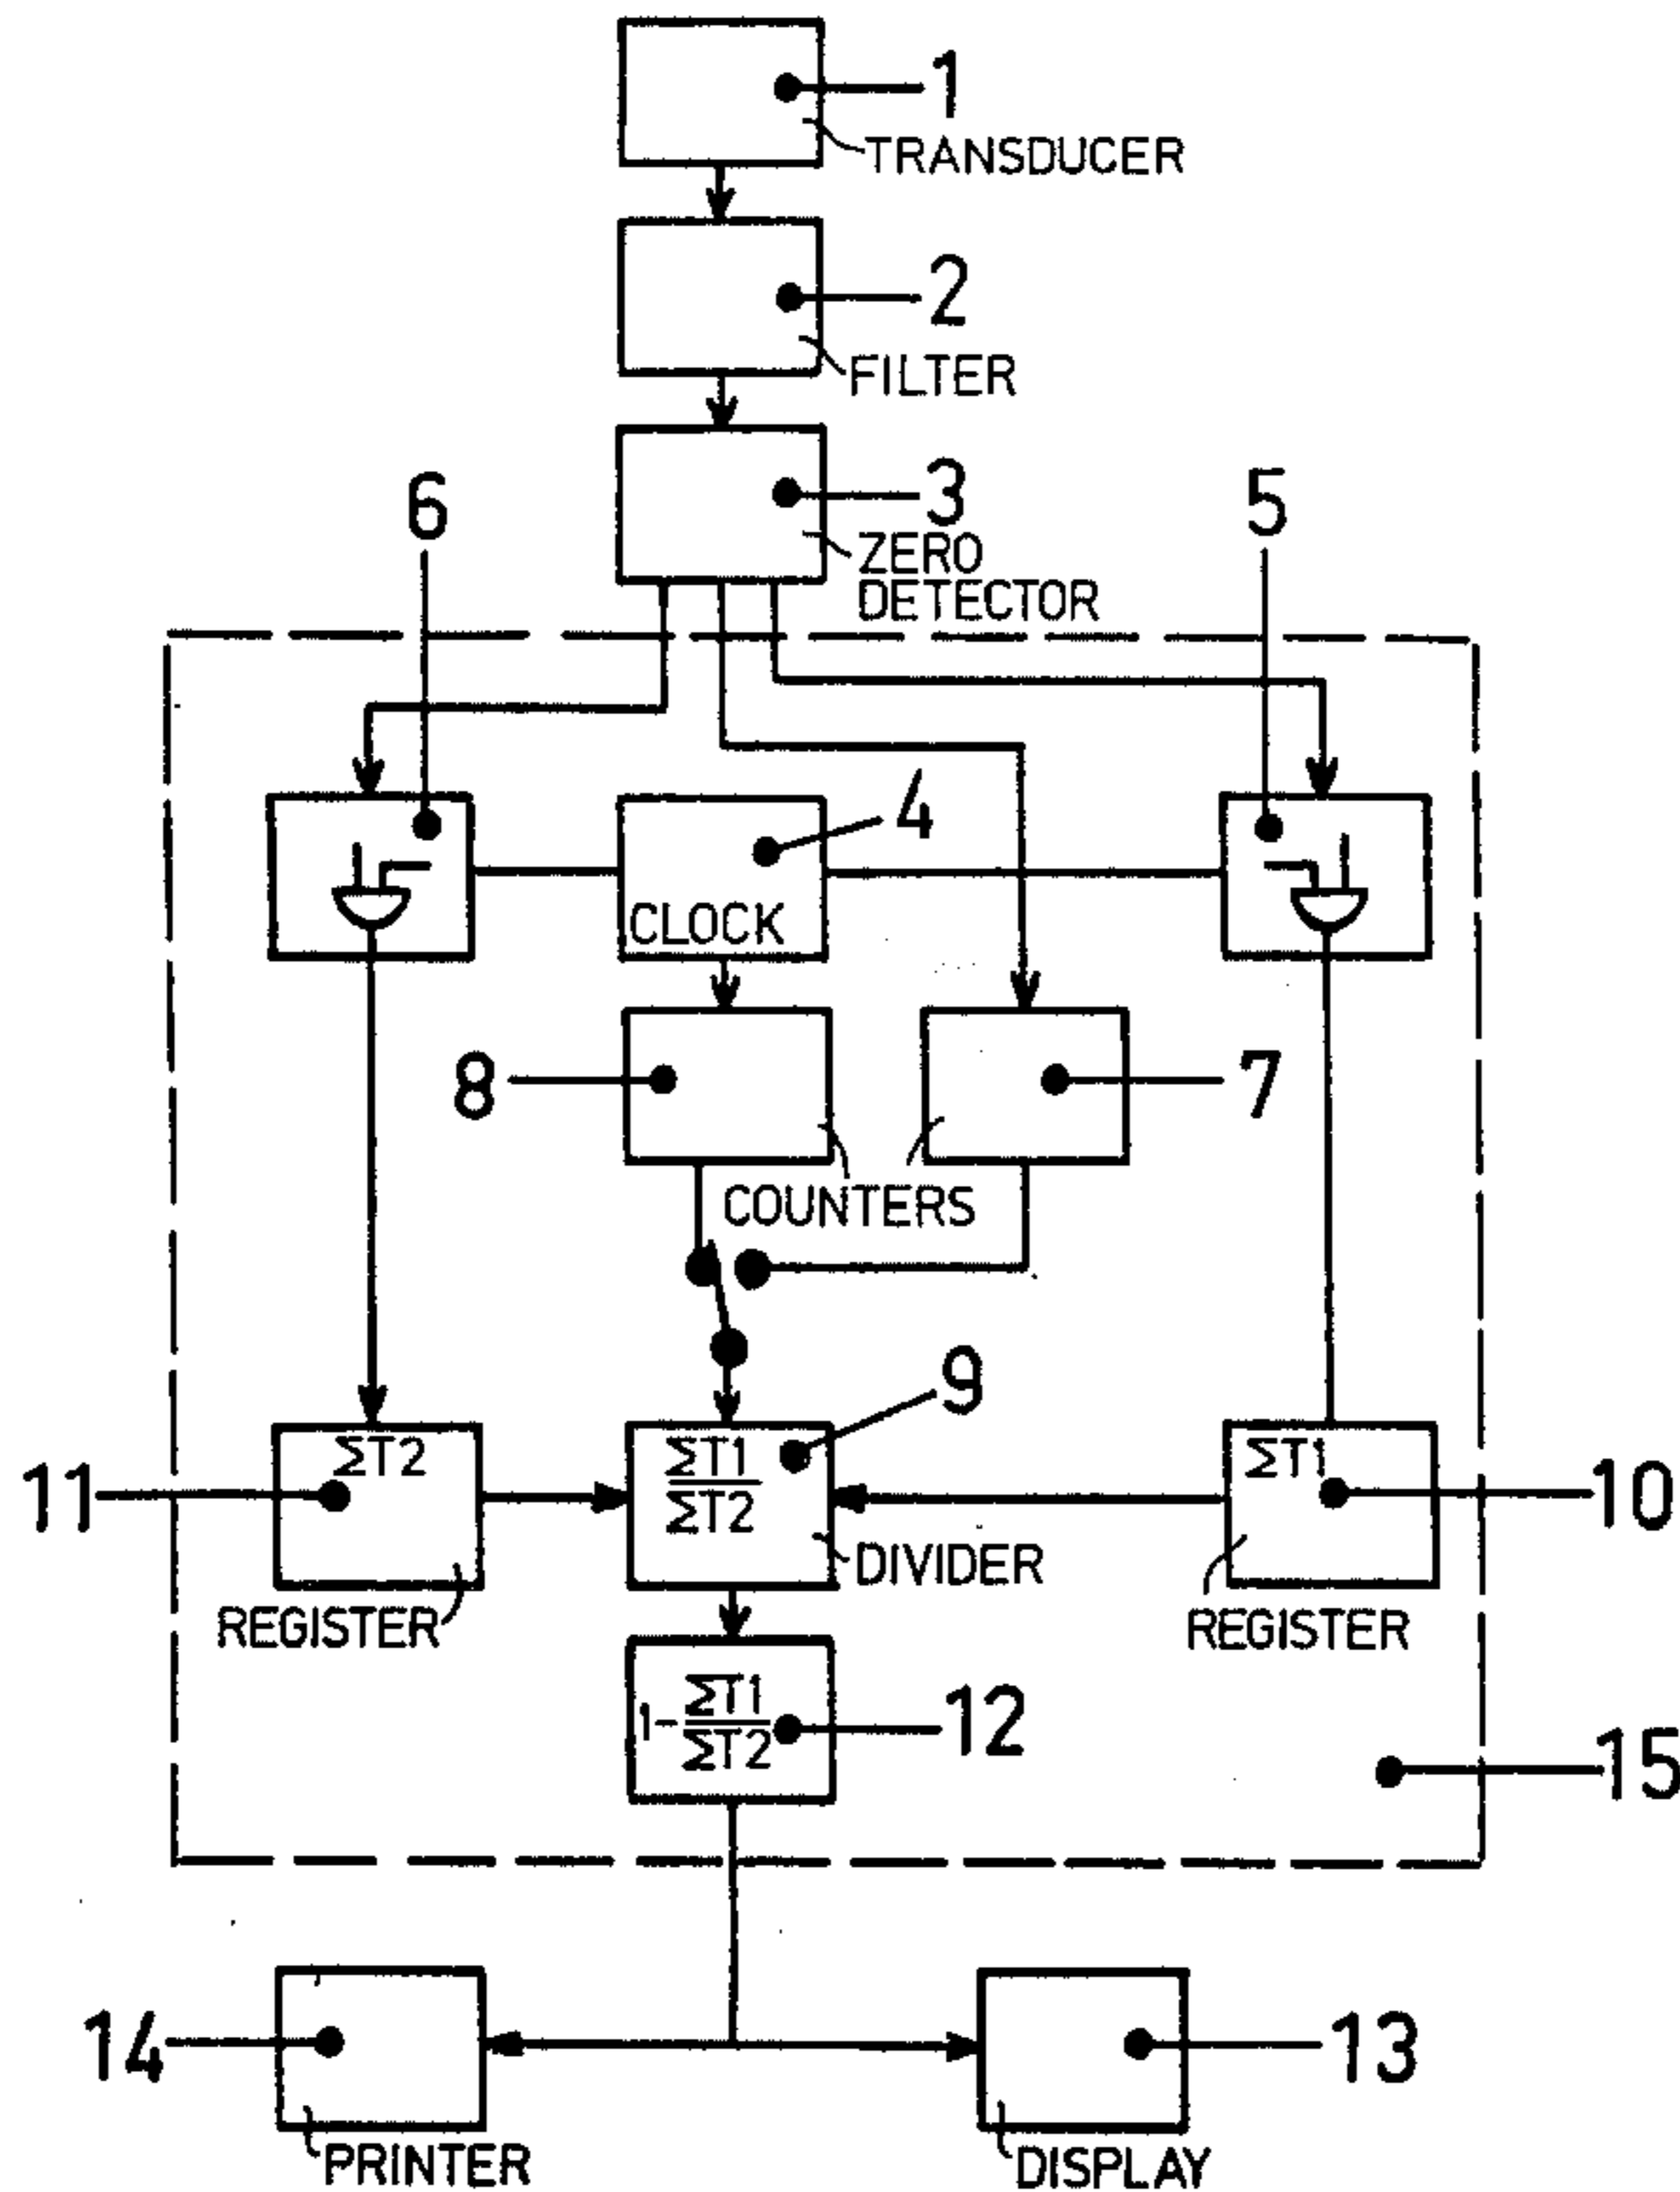 1
TRANSDUCER
2
FILTER
3
ZERO
DETECTOR
6
5
4
CLOCK
8
7
COUNTERS
9
11
ΣT2
ΣT1
ΣT2
ΣT1
10
DIVIDER
REGISTER
REGISTER
1-
ΣT1
ΣT2
12
15
14
13
PRINTER
DISPLAY